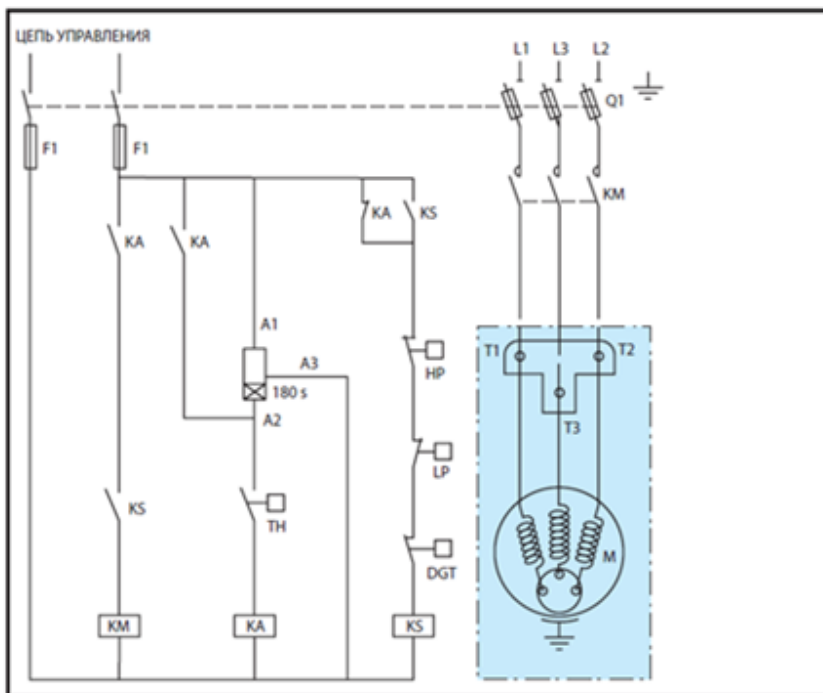 ЦЕПЬ УПРАВЛЕНИЯ
L1 L3 L2
Q1
F1 F1
KM
KA KA KA KS
A1
T1 T2
A3
HP
180 s
A2
T3
LP
KS
TH
M
DGT
KM KA KS